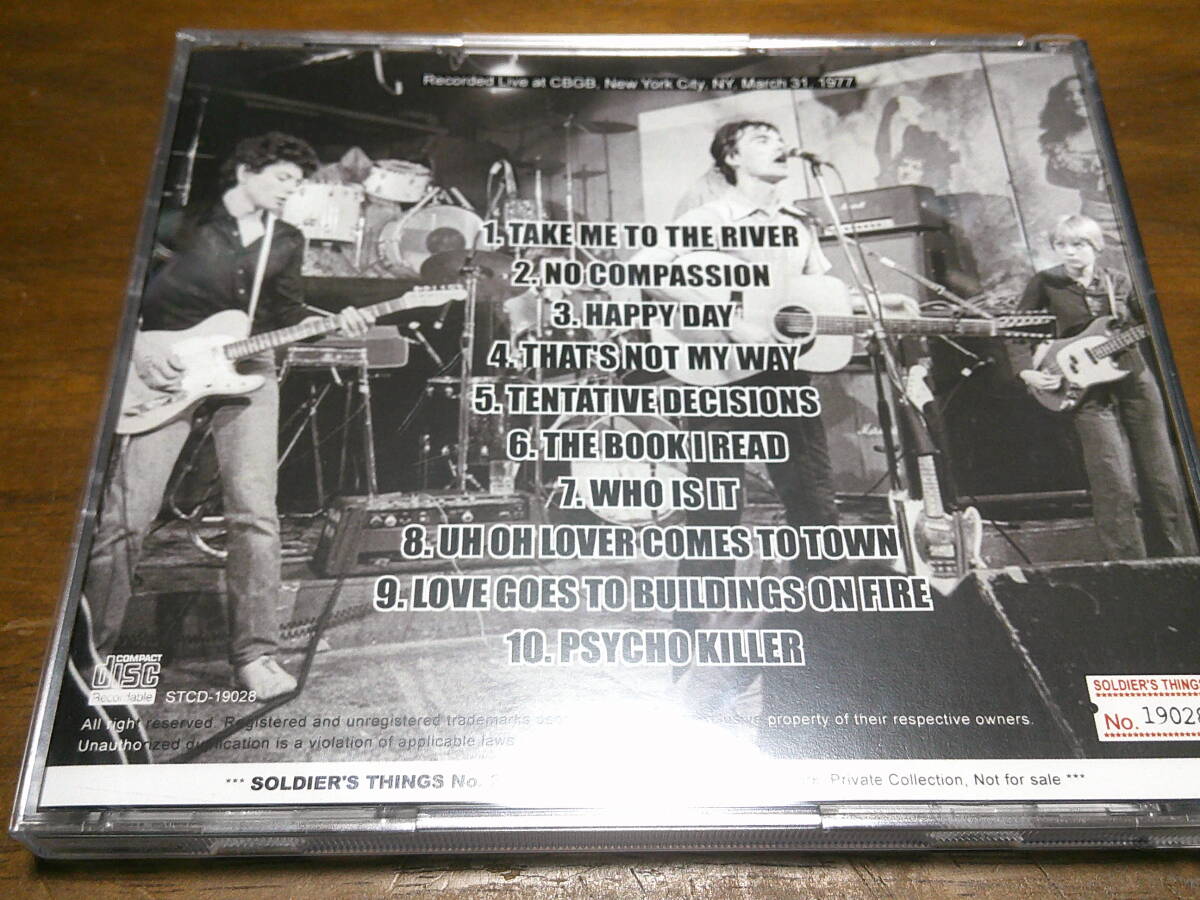 Recorded Live at CBGB, New York City, NY, March 31, 1977
1. TAKE ME TO THE RIVER
2. NO COMPASSION
3. HAPPY DAY
4. THAT'S NOT MY WAY
5. TENTATIVE DECISIONS
6. THE BOOK I READ
7. WHO IS IT
8. UH OH LOVER COMES TO TOWN
9. LOVE GOES TO BUILDINGS ON FIRE
10. PSYCHO KILLER
COMPACT
disc
Recordable
STCD-19028
SOLDIER'S THINGS
No. 19028
All right reserved. Registered and unregistered trademarks property of their respective owners.
Unauthorized duplication is a violation of applicable laws
*** SOLDIER'S THINGS No. Private Collection, Not for sale ***